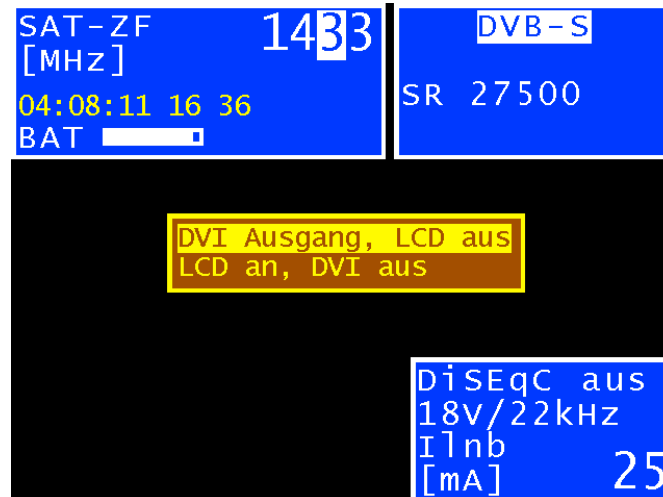 SAT-ZF 1433
[MHz]
04:08:11 16 36
BAT
DVB-S
SR 27500
DVI Ausgang, LCD aus
LCD an, DVI aus
DiSEqC aus
18V/22kHz
Ilnb
[mA] 25